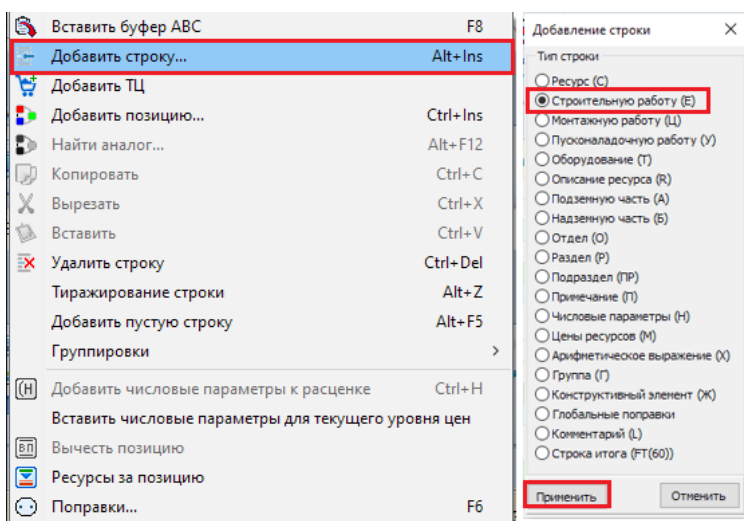 Вставить буфер ABC F8
Добавить строку... Alt+Ins
Добавить ТЦ
Добавить позицию... Ctrl+Ins
Найти аналог... Alt+F12
Копировать Ctrl+C
Вырезать Ctrl+X
Вставить Ctrl+V
Удалить строку Ctrl+Del
Тиражирование строки Alt+Z
Добавить пустую строку Alt+F5
Группировки >
(Н) Добавить числовые параметры к расценке Ctrl+H
Вставить числовые параметры для текущего уровня цен
ВП Вычесть позицию
Ресурсы за позицию
Поправки... F6
Добавление строки
Тип строки
Ресурс (С)
Строительную работу (Е)
Монтажную работу (Ц)
Пусконаладочную работу (У)
Оборудование (Т)
Описание ресурса (R)
Подземную часть (А)
Надземную часть (Б)
Отдел (О)
Раздел (Р)
Подраздел (ПР)
Примечание (П)
Числовые параметры (Н)
Цены ресурсов (М)
Арифметическое выражение (Х)
Группа (Г)
Конструктивный элемент (Ж)
Глобальные поправки
Комментарий (L)
Строка итога (FT(60))
Применить Отменить